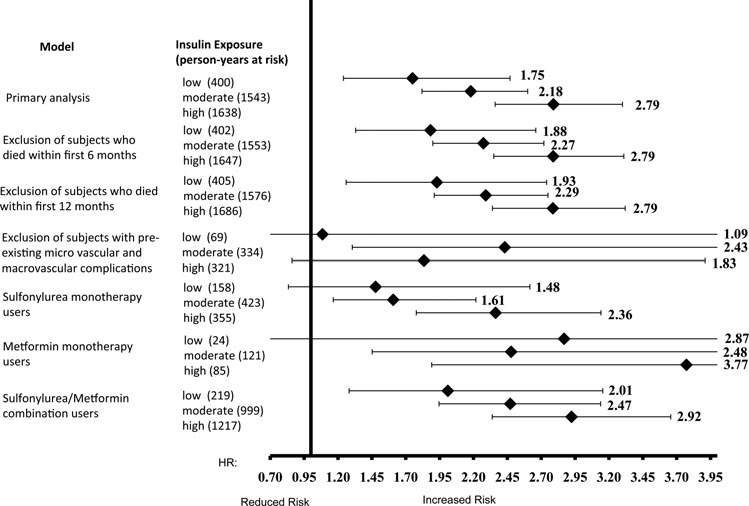 Model
Insulin Exposure
(person-years at risk)
Primary analysis
low (400)
moderate (1543)
high (1638)
1.75
2.18
2.79
Exclusion of subjects who
died within first 6 months
low (402)
moderate (1553)
high (1647)
1.88
2.27
2.79
Exclusion of subjects who died
within first 12 months
low (405)
moderate (1576)
high (1686)
1.93
2.29
2.79
Exclusion of subjects with pre-
existing micro vascular and
macrovascular complications
low (69)
moderate (334)
high (321)
1.09
2.43
1.83
Sulfonylurea monotherapy
users
low (158)
moderate (423)
high (355)
1.48
1.61
2.36
Metformin monotherapy
users
low (24)
moderate (121)
high (85)
2.87
2.48
3.77
Sulfonylurea/Metformin
combination users
low (219)
moderate (999)
high (1217)
2.01
2.47
2.92
HR:
0.70 0.95 1.20 1.45 1.70 1.95 2.20 2.45 2.70 2.95 3.20 3.45 3.70 3.95
Reduced Risk
Increased Risk